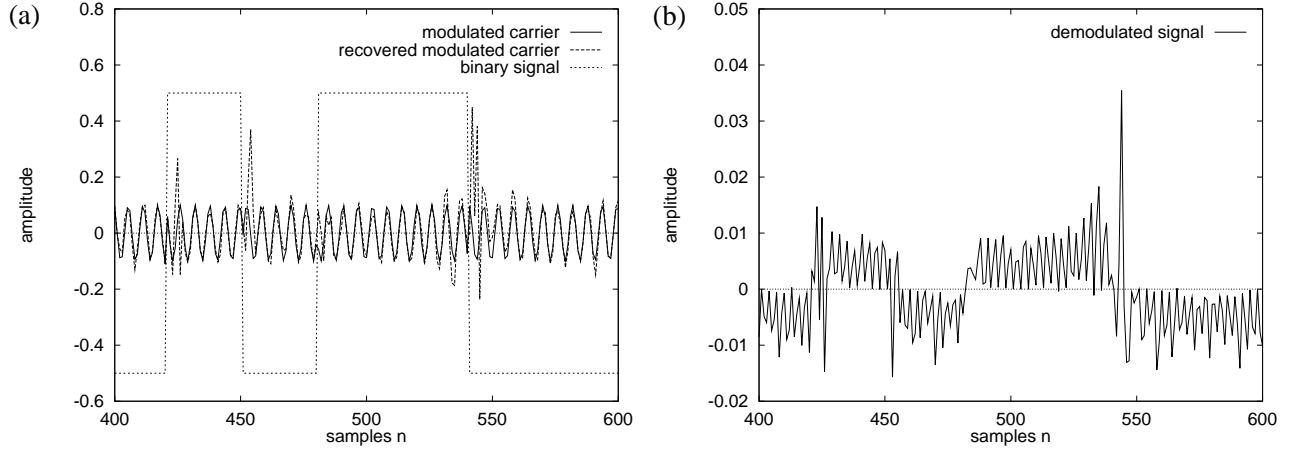 (a)
0.8
0.6
0.4
0.2
0
-0.2
-0.4
-0.6
amplitude
modulated carrier
recovered modulated carrier
binary signal
400
450
500
550
600
samples n
(b)
0.05
0.04
0.03
0.02
0.01
0
-0.01
-0.02
amplitude
demodulated signal
400
450
500
550
600
samples n